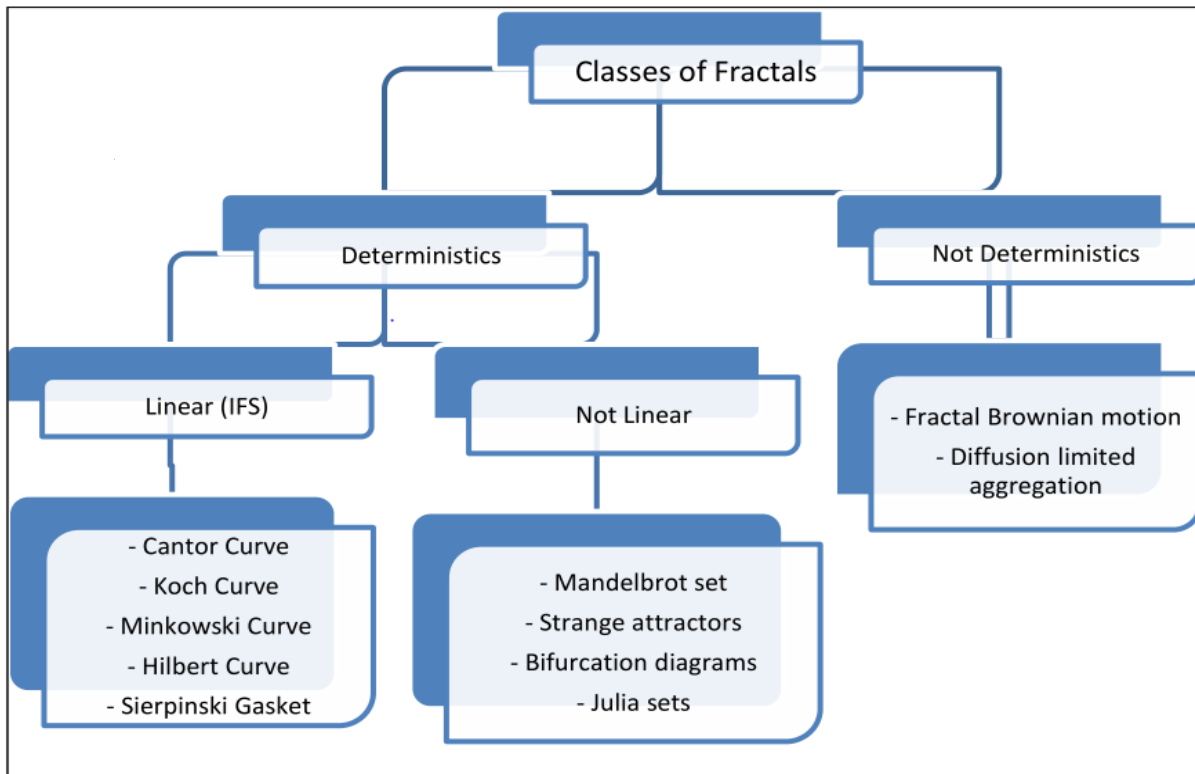 Classes of Fractals
Deterministics
Not Deterministics
Linear (IFS)
Not Linear
- Fractal Brownian motion
- Diffusion limited
aggregation
- Cantor Curve
- Koch Curve
- Minkowski Curve
- Hilbert Curve
- Sierpinski Gasket
- Mandelbrot set
- Strange attractors
- Bifurcation diagrams
- Julia sets